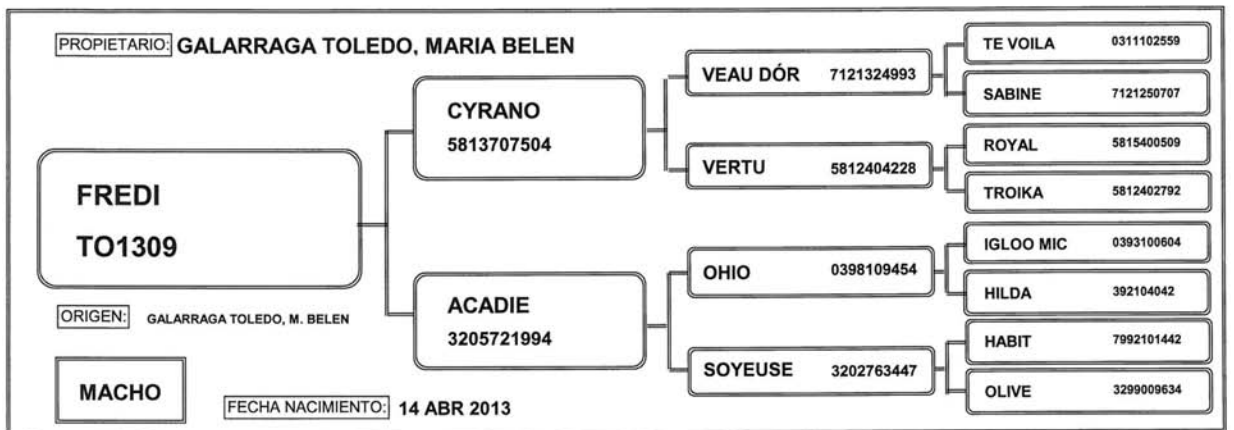 PROPIETARIO: GALARRAGA TOLEDO, MARIA BELEN
FREDI
TO1309
ORIGEN: GALARRAGA TOLEDO, M. BELEN
MACHO
FECHA NACIMIENTO: 14 ABR 2013
CYRANO
5813707504
ACADIE
3205721994
VEAU DÓR 7121324993
VERTU 5812404228
OHIO 0398109454
SOYEUSE 3202763447
TE VOILA 0311102559
SABINE 7121250707
ROYAL 5815400509
TROIKA 5812402792
IGLOO MIC 0393100604
HILDA 392104042
HABIT 7992101442
OLIVE 3299009634